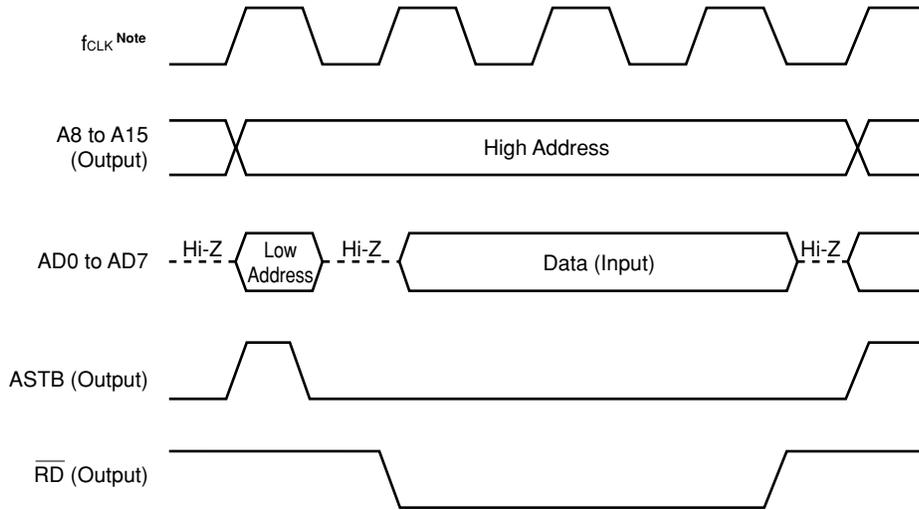 fCLK Note
A8 to A15
(Output)
High Address
AD0 to AD7
Hi-Z
Low
Address
Hi-Z
Data (Input)
Hi-Z
ASTB (Output)
RD (Output)